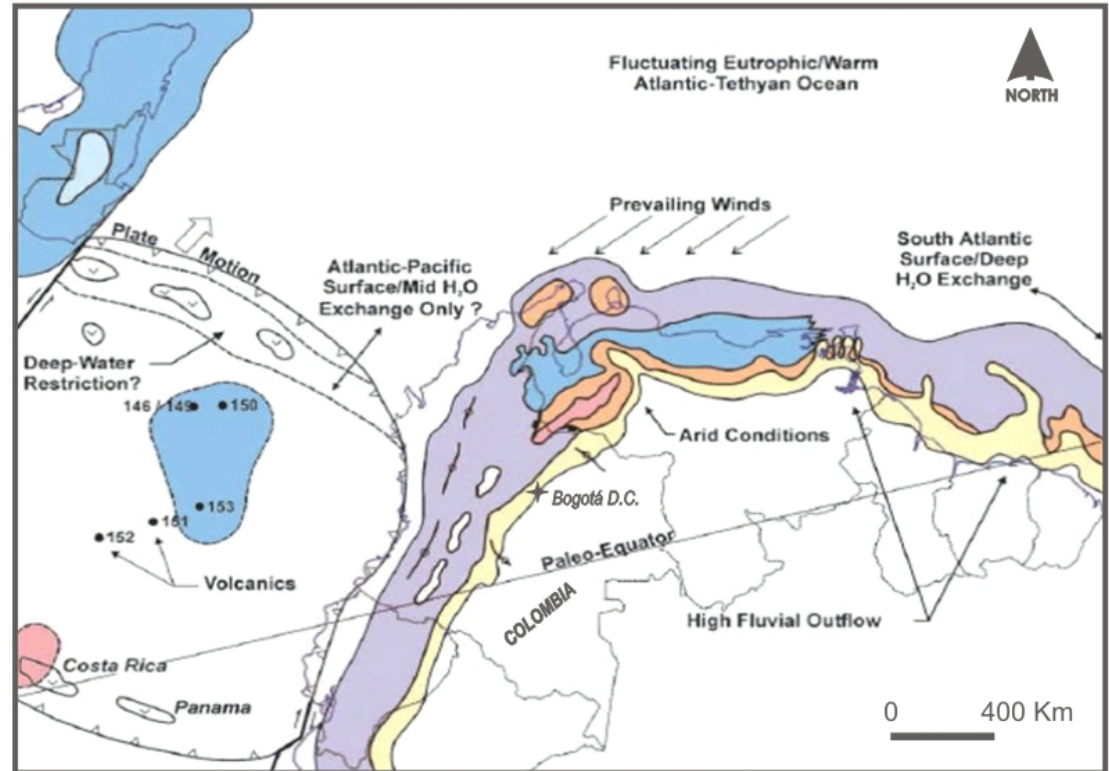 Fluctuating Eutrophic/Warm
Atlantic-Tethyan Ocean
NORTH
Prevailing Winds
South Atlantic
Surface/Deep
H₂O Exchange
Plate
Motion
Atlantic-Pacific
Surface/Mid H₂O
Exchange Only ?
Deep-Water
Restriction?
146 / 149
150
Arid Conditions
Bogotá D.C.
153
151
152
Paleo-Equator
Volcanics
COLOMBIA
High Fluvial Outflow
Costa Rica
Panama
0 400 Km